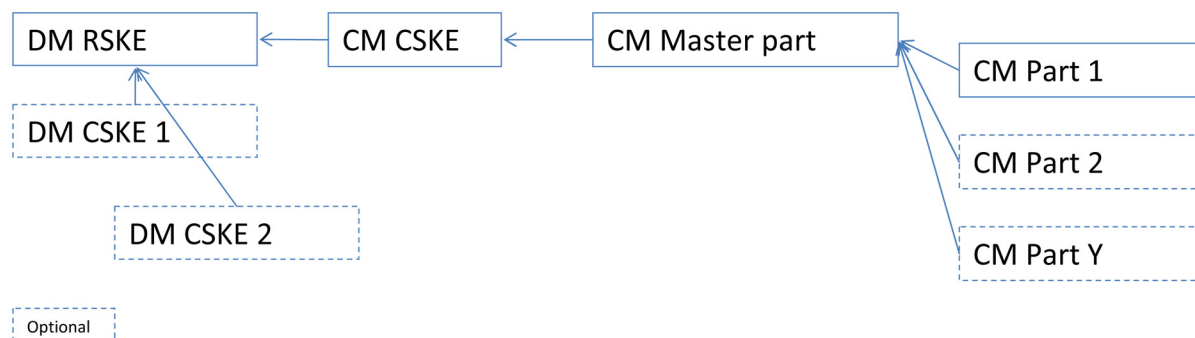 DM RSKE
CM CSKE
CM Master part
CM Part 1
DM CSKE 1
CM Part 2
DM CSKE 2
CM Part Y
Optional